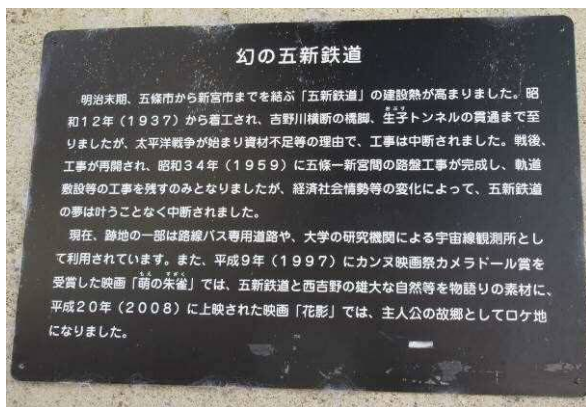 幻の五新鉄道
明治末期、五條市から新宮市までを結ぶ「五新鉄道」の建設熱が高まりました。昭
和12年（1937）から着工され、吉野川横断の橋脚、生子トンネルの貫通まで至
りましたが、太平洋戦争が始まり資材不足等の理由で、工事は中断されました。戦後、
工事が再開され、昭和34年（1959）に五條一新宮間の路盤工事が完成し、軌道
敷設等の工事を残すのみとなりましたが、経済社会情勢等の変化によって、五新鉄道
の夢は叶うことなく中断されました。
現在、跡地の一部は路線バス専用道路や、大学の研究機関による宇宙線観測所とし
て利用されています。また、平成9年（1997）にカンヌ映画祭カメラドール賞を
受賞した映画「萌の朱雀」では、五新鉄道と西吉野の雄大な自然等を物語りの素材に、
平成20年（2008）に上映された映画「花影」では、主人公の故郷としてロケ地
になりました。